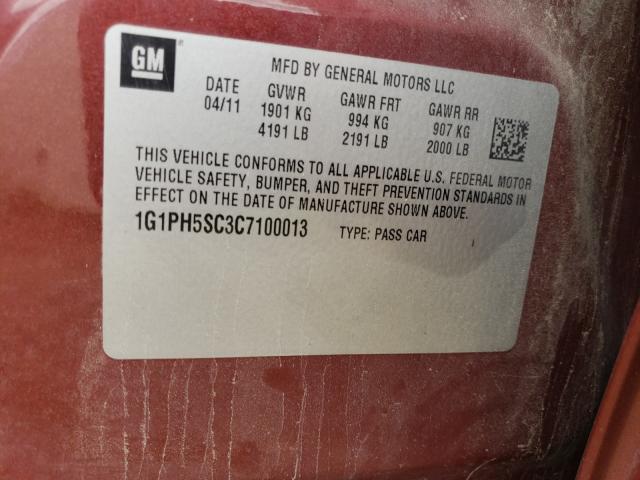 GM
MFD BY GENERAL MOTORS LLC
DATE GVWR GAWR FRT GAWR RR
04/11 1901 KG 994 KG 907 KG
4191 LB 2191 LB 2000 LB
THIS VEHICLE CONFORMS TO ALL APPLICABLE U.S. FEDERAL MOTOR
VEHICLE SAFETY, BUMPER, AND THEFT PREVENTION STANDARDS IN
EFFECT ON THE DATE OF MANUFACTURE SHOWN ABOVE.
1G1PH5SC3C7100013 TYPE: PASS CAR